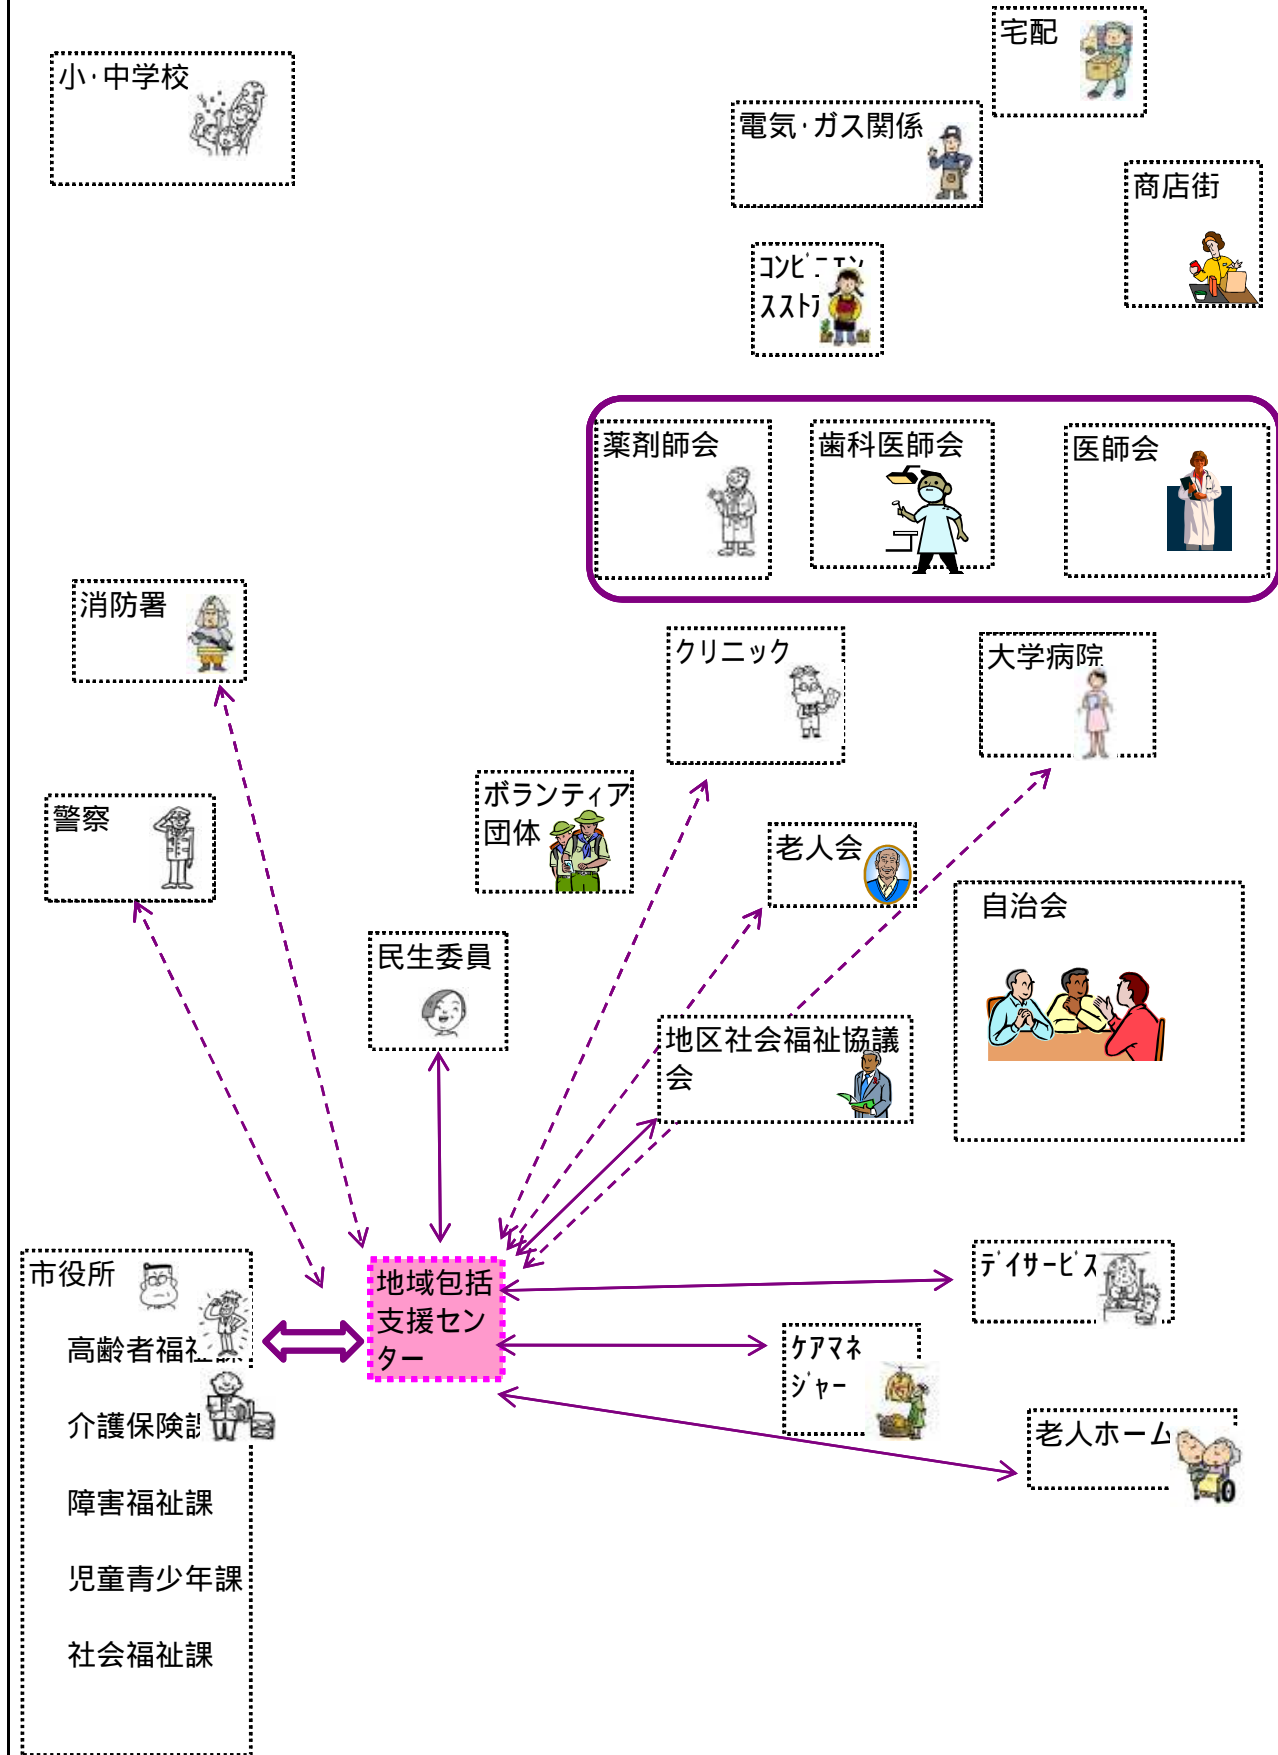 宅配
小･中学校
電気･ガス関係
商店街
ｺﾝﾋﾞﾆｴﾝ
ｽｽﾄｱ
薬剤師会
歯科医師会
医師会
消防署
クリニック
大学病院
ボランティア
団体
警察
老人会
自治会
民生委員
地区社会福祉協議
会
市役所
地域包括
支援セン
ター
ﾃﾞｲｻｰﾋﾞｽ
高齢者福祉課
ｹｱﾏﾈ
ｼﾞｬｰ
介護保険課
老人ホーム
障害福祉課
児童青少年課
社会福祉課